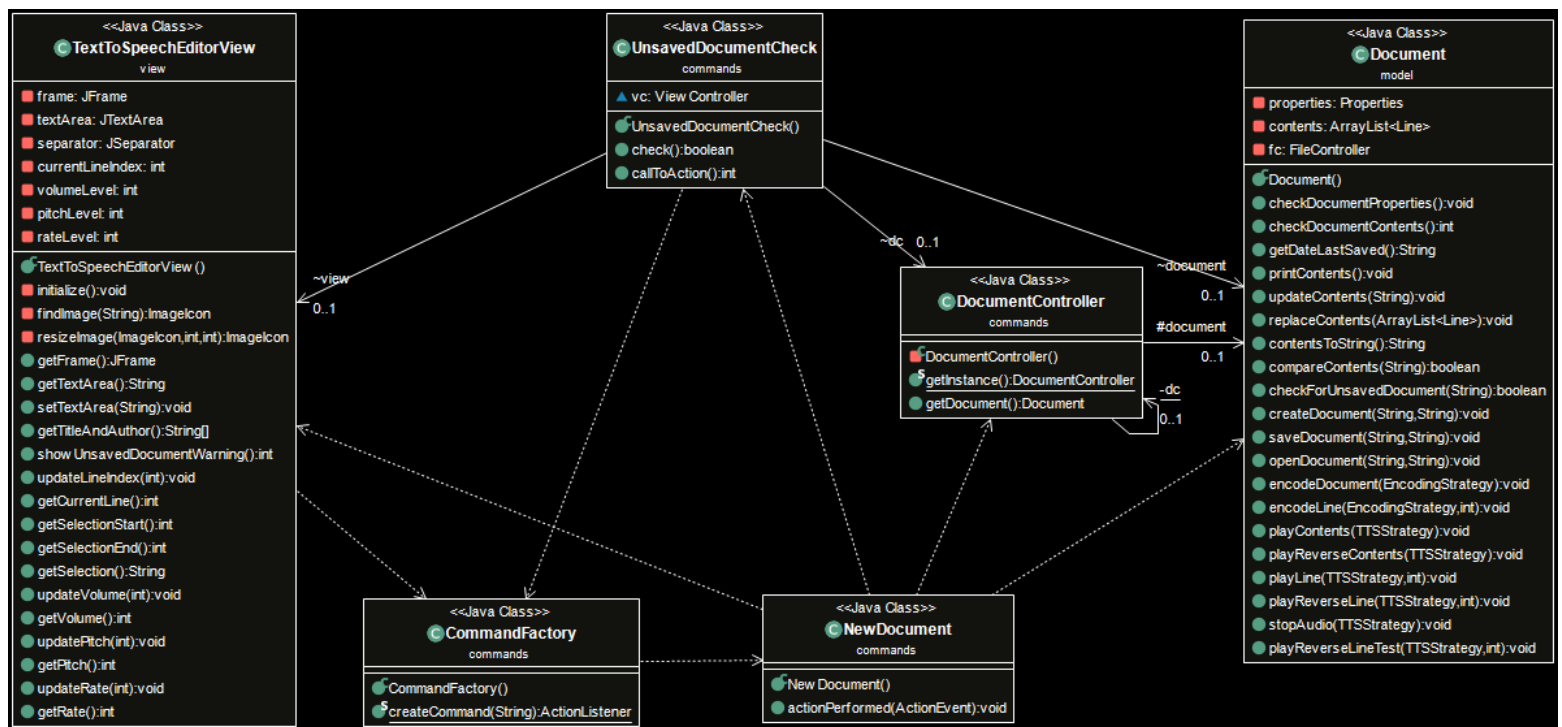 <<Java Class>>
TextToSpeechEditorView
view
frame: JFrame
textArea: JTextArea
separator: JSeparator
currentLineIndex: int
volumeLevel: int
pitchLevel: int
rateLevel: int
TextToSpeechEditorView()
initialize():void
findImage(String):ImageIcon
resizeImage(ImageIcon,int,int):ImageIcon
getFrame():JFrame
getTextArea():String
setTextArea(String):void
getTitleAndAuthor():String[]
show UnsavedDocumentWarning():int
updateLineIndex(int):void
getCurrentLine():int
getSelectionStart():int
getSelectionEnd():int
getSelection():String
updateVolume(int):void
getVolume():int
updatePitch(int):void
getPitch():int
updateRate(int):void
getRate():int
<<Java Class>>
UnsavedDocumentCheck
commands
vc: View Controller
UnsavedDocumentCheck()
check():boolean
callToAction():int
~view
0..1
~dc 0..1
~document
0..1
<<Java Class>>
DocumentController
commands
DocumentController()
getInstance():DocumentController
getDocument():Document
#document
0..1
-dc
0..1
<<Java Class>>
CommandFactory
commands
CommandFactory()
createCommand(String):ActionListener
<<Java Class>>
NewDocument
commands
New Document()
actionPerformed(ActionEvent):void
<<Java Class>>
Document
model
properties: Properties
contents: ArrayList<Line>
fc: FileController
Document()
checkDocumentProperties():void
checkDocumentContents():int
getDateLastSaved():String
printContents():void
updateContents(String):void
replaceContents(ArrayList<Line>):void
contentsToString():String
compareContents(String):boolean
checkForUnsavedDocument(String):boolean
createDocument(String,String):void
saveDocument(String,String):void
openDocument(String,String):void
encodeDocument(EncodingStrategy):void
encodeLine(EncodingStrategy,int):void
playContents(TTSStrategy):void
playReverseContents(TTSStrategy):void
playLine(TTSStrategy,int):void
playReverseLine(TTSStrategy,int):void
stopAudio(TTSStrategy):void
playReverseLineTest(TTSStrategy,int):void